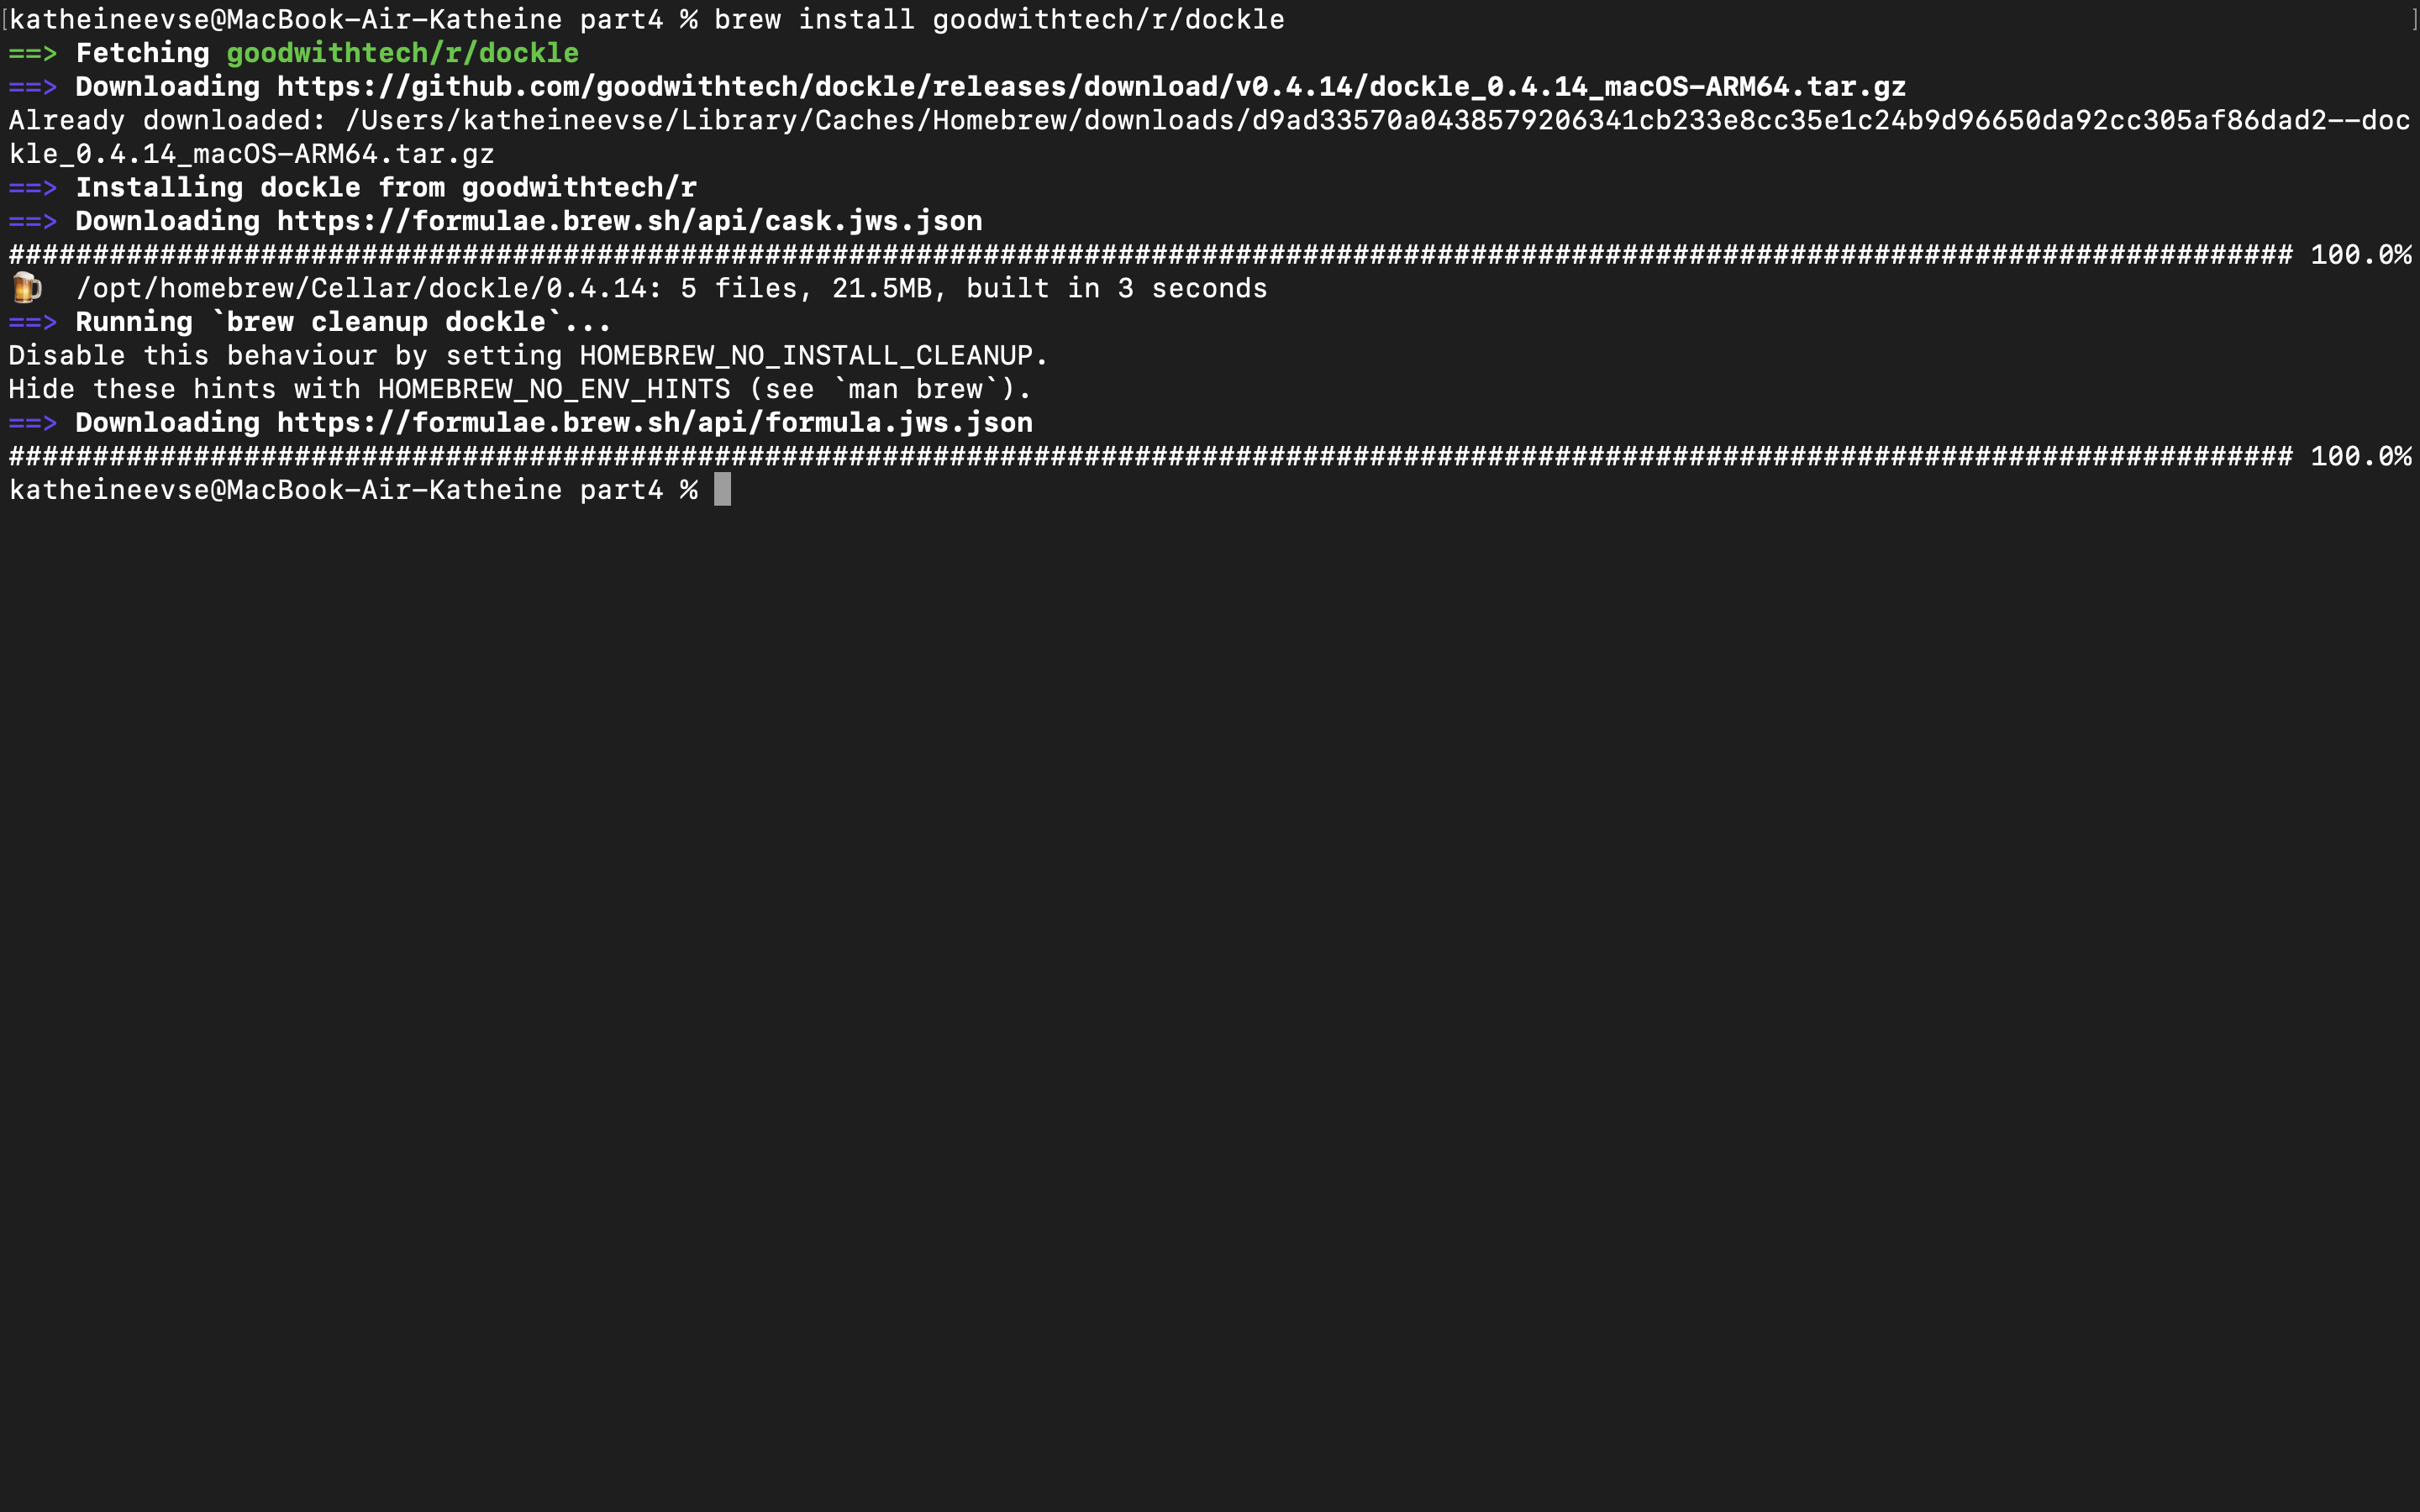 [katheineevse@MacBook-Air-Katheine part4 % brew install goodwithtech/r/dockle ]
==> Fetching goodwithtech/r/dockle
==> Downloading https://github.com/goodwithtech/dockle/releases/download/v0.4.14/dockle_0.4.14_macOS-ARM64.tar.gz
Already downloaded: /Users/katheineevse/Library/Caches/Homebrew/downloads/d9ad33570a0438579206341cb233e8cc35e1c24b9d96650da92cc305af86dad2--doc
kle_0.4.14_macOS-ARM64.tar.gz
==> Installing dockle from goodwithtech/r
==> Downloading https://formulae.brew.sh/api/cask.jws.json
######################################################################################################################################## 100.0%
🍺  /opt/homebrew/Cellar/dockle/0.4.14: 5 files, 21.5MB, built in 3 seconds
==> Running `brew cleanup dockle`...
Disable this behaviour by setting HOMEBREW_NO_INSTALL_CLEANUP.
Hide these hints with HOMEBREW_NO_ENV_HINTS (see `man brew`).
==> Downloading https://formulae.brew.sh/api/formula.jws.json
######################################################################################################################################## 100.0%
katheineevse@MacBook-Air-Katheine part4 %